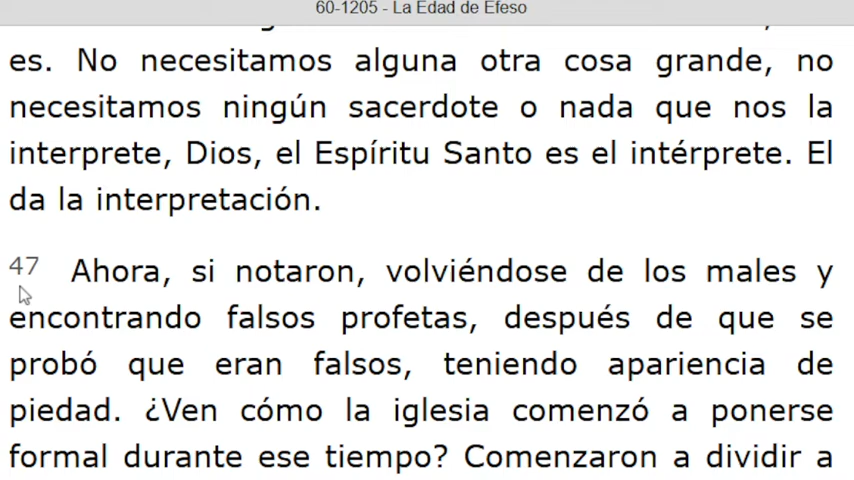 60-1205 - La Edad de Efeso
es. No necesitamos alguna otra cosa grande, no
necesitamos ningún sacerdote o nada que nos la
interprete, Dios, el Espíritu Santo es el intérprete. El
da la interpretación.
47 Ahora, si notaron, volviéndose de los males y
encontrando falsos profetas, después de que se
probó que eran falsos, teniendo apariencia de
piedad. ¿Ven cómo la iglesia comenzó a ponerse
formal durante ese tiempo? Comenzaron a dividir a